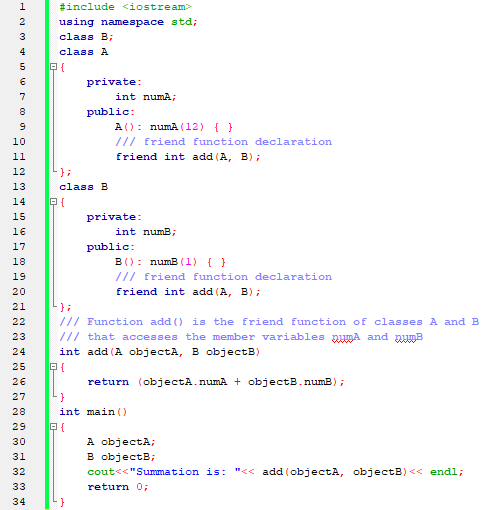 1 #include <iostream>
2 using namespace std;
3 class B;
4 class A
5 {
6 private:
7 int numA;
8 public:
9 A(): numA(12) { }
10 /// friend function declaration
11 friend int add(A, B);
12 };
13 class B
14 {
15 private:
16 int numB;
17 public:
18 B(): numB(1) { }
19 /// friend function declaration
20 friend int add(A, B);
21 };
22 /// Function add() is the friend function of classes A and B
23 /// that accesses the member variables numA and numB
24 int add(A objectA, B objectB)
25 {
26 return (objectA.numA + objectB.numB);
27 }
28 int main()
29 {
30 A objectA;
31 B objectB;
32 cout<<"Summation is: "<< add(objectA, objectB)<< endl;
33 return 0;
34 }